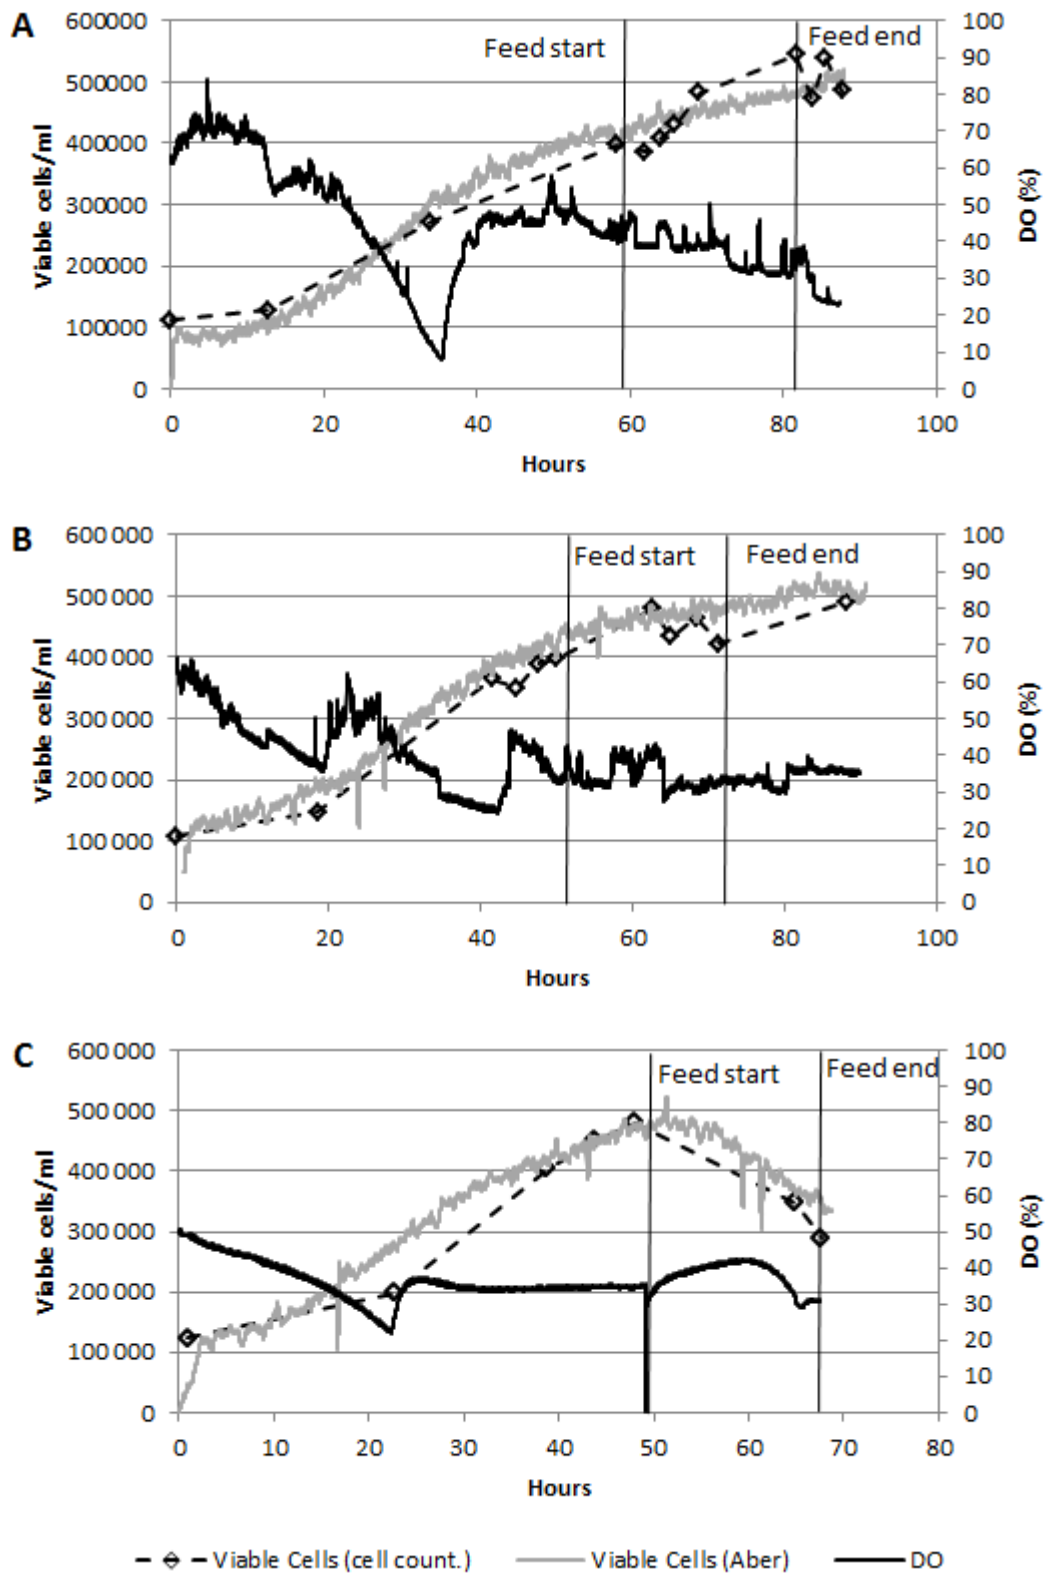 A
Feed start
Feed end
600000
500000
400000
300000
200000
100000
0
Viable cells/ml
100
90
80
70
60
50
40
30
20
10
0
DO (%)
0 20 40 60 80 100
Hours
B
Feed start
Feed end
600 000
500 000
400 000
300 000
200 000
100 000
0
Viable cells/ml
100
90
80
70
60
50
40
30
20
10
0
DO (%)
0 20 40 60 80 100
Hours
C
Feed start
Feed end
600 000
500 000
400 000
300 000
200 000
100 000
0
Viable cells/ml
100
90
80
70
60
50
40
30
20
10
0
DO (%)
0 10 20 30 40 50 60 70 80
Hours
Viable Cells (cell count.) Viable Cells (Aber) DO